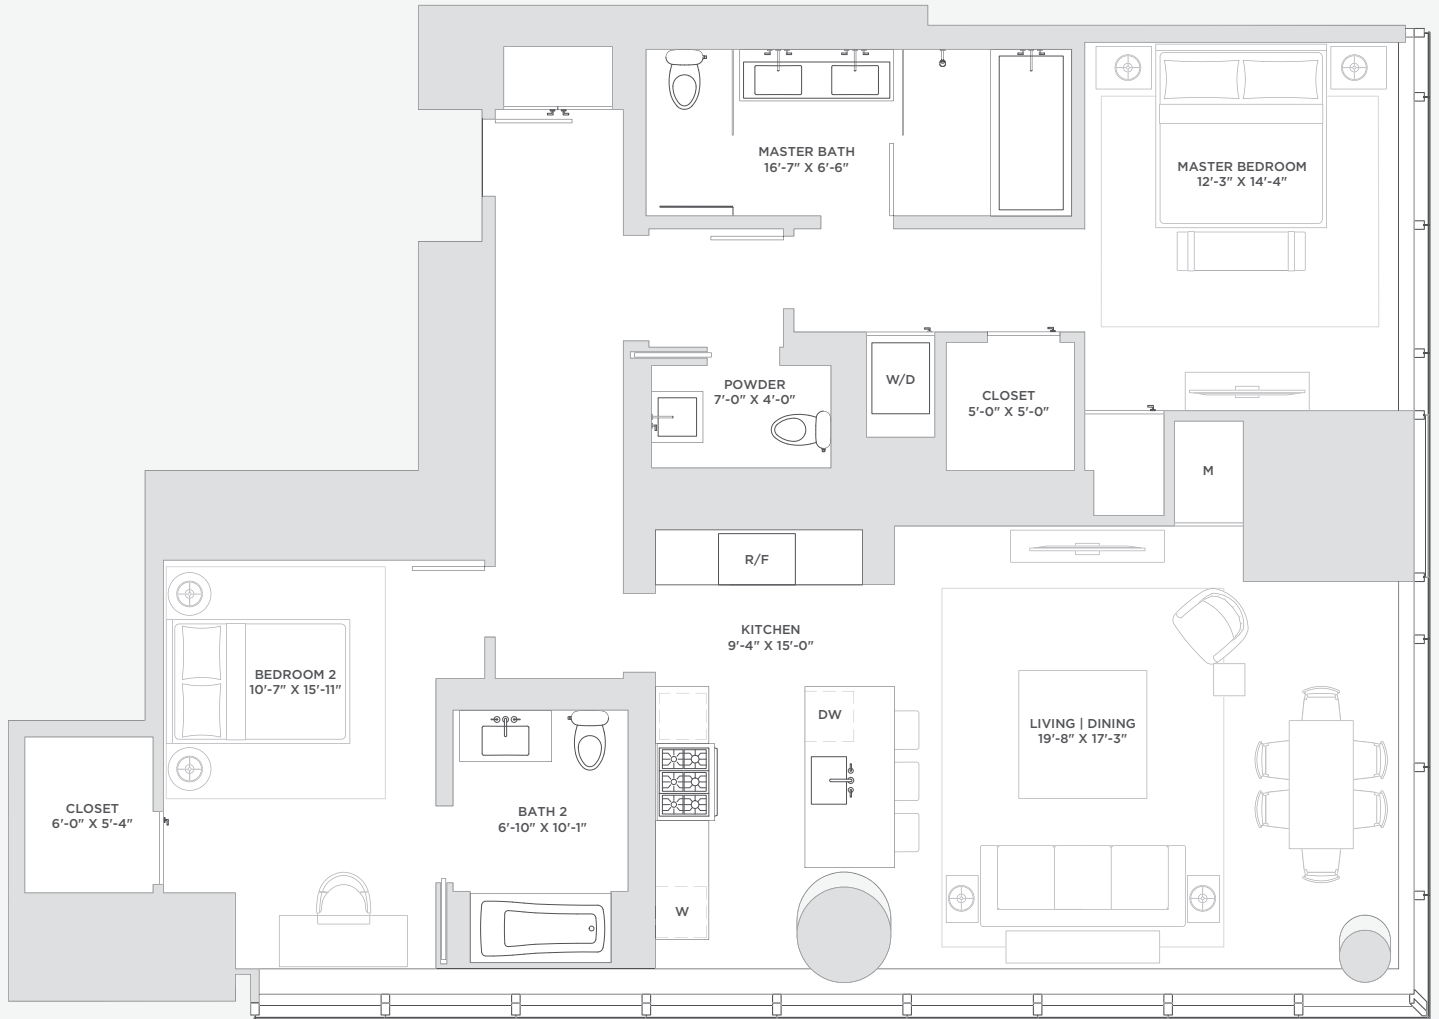 MASTER BATH
16'-7" X 6'-6"
MASTER BEDROOM
12'-3" X 14'-4"
POWDER
7'-0" X 4'-0"
W/D
CLOSET
5'-0" X 5'-0"
M
R/F
KITCHEN
9'-4" X 15'-0"
BEDROOM 2
10'-7" X 15'-11"
DW
LIVING | DINING
19'-8" X 17'-3"
CLOSET
6'-0" X 5'-4"
BATH 2
6'-10" X 10'-1"
W